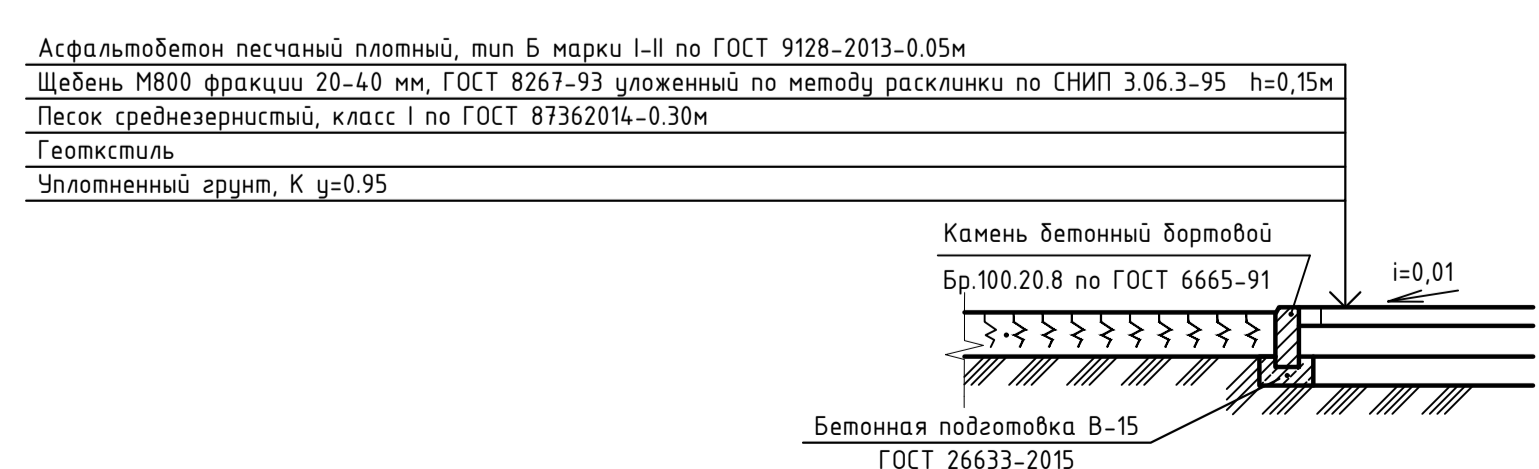 Асфальтобетон песчаный плотный, тип Б марки I-II по ГОСТ 9128-2013-0.05м
Щебень М800 фракции 20-40 мм, ГОСТ 8267-93 уложенный по методу расклинки по СНИП 3.06.3-95 h=0,15м
Песок среднезернистый, класс I по ГОСТ 87362014-0.30м
Геоткстиль
Уплотненный грунт, К у=0.95
Камень бетонный бортовой
Бр.100.20.8 по ГОСТ 6665-91
i=0,01
Бетонная подготовка В-15
ГОСТ 26633-2015